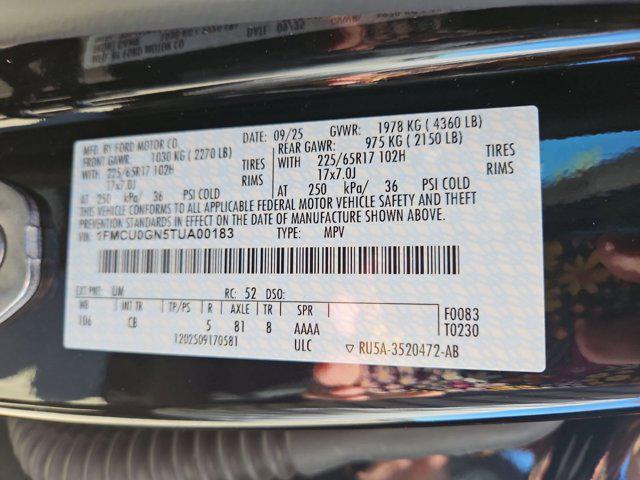 MFD. BY FORD MOTOR CO. DATE: 09/25 GVWR: 1978 KG ( 4360 LB)
FRONT GAWR: 1030 KG ( 2270 LB) REAR GAWR: 975 KG ( 2150 LB)
WITH TIRES WITH TIRES
225/65R17 102H 225/65R17 102H
17x7.0J RIMS 17x7.0J RIMS
AT 250 kPa/ 36 PSI COLD AT 250 kPa/ 36 PSI COLD
THIS VEHICLE CONFORMS TO ALL APPLICABLE FEDERAL MOTOR VEHICLE SAFETY AND THEFT
PREVENTION STANDARDS IN EFFECT ON THE DATE OF MANUFACTURE SHOWN ABOVE.
VIN: 1FMCU0GN5TUA00183 TYPE: MPV
EXT PNT: UM RC: 52 DSO:
WB INT TR TP/PS R AXLE TR SPR F0083
106 CB 5 81 8 AAAA T0230
1202509170581 ULC ▽ RU5A-3520472-AB